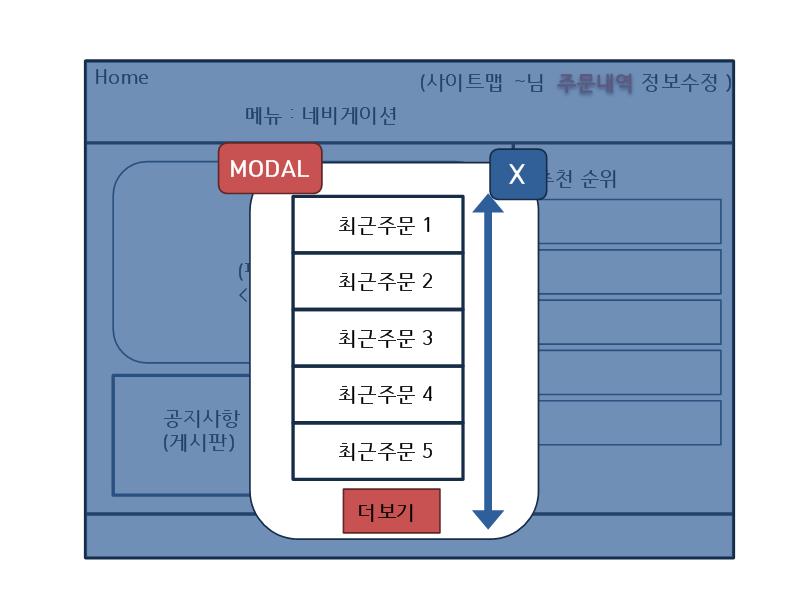 Home
(사이트맵 ~님 주문내역 정보수정 )
메뉴 : 네비게이션
MODAL
X
순위
최근주문 1
최근주문 2
최근주문 3
최근주문 4
최근주문 5
공지사항
(게시판)
더보기